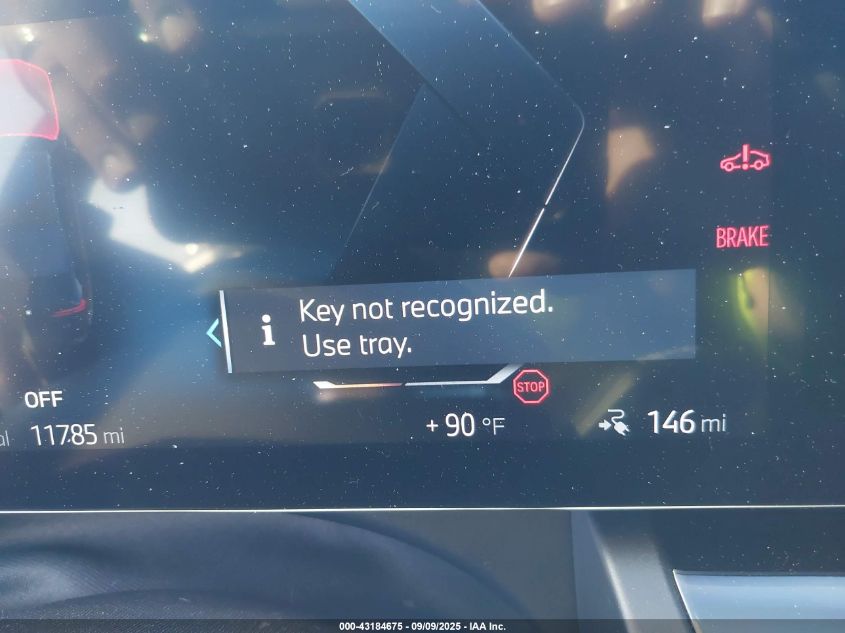 BRAKE
Key not recognized.
i
Use tray.
STOP
OFF
al 11785 mi
+ 90 °F
146 mi
000-43184675 - 09/09/2025 - IAA Inc.